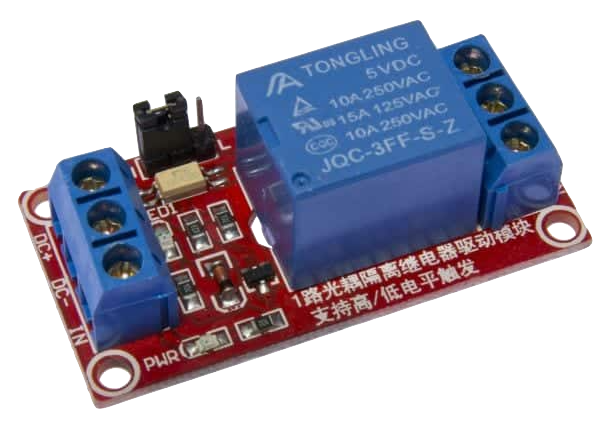 TONGLING
5VDC
10A 250VAC
15A 125VAC
10A 250VAC
CQC
JQC-3FF-S-Z
DC+
DC-
IN
PWR
1路光耦隔离继电器驱动模块
支持高/低电平触发